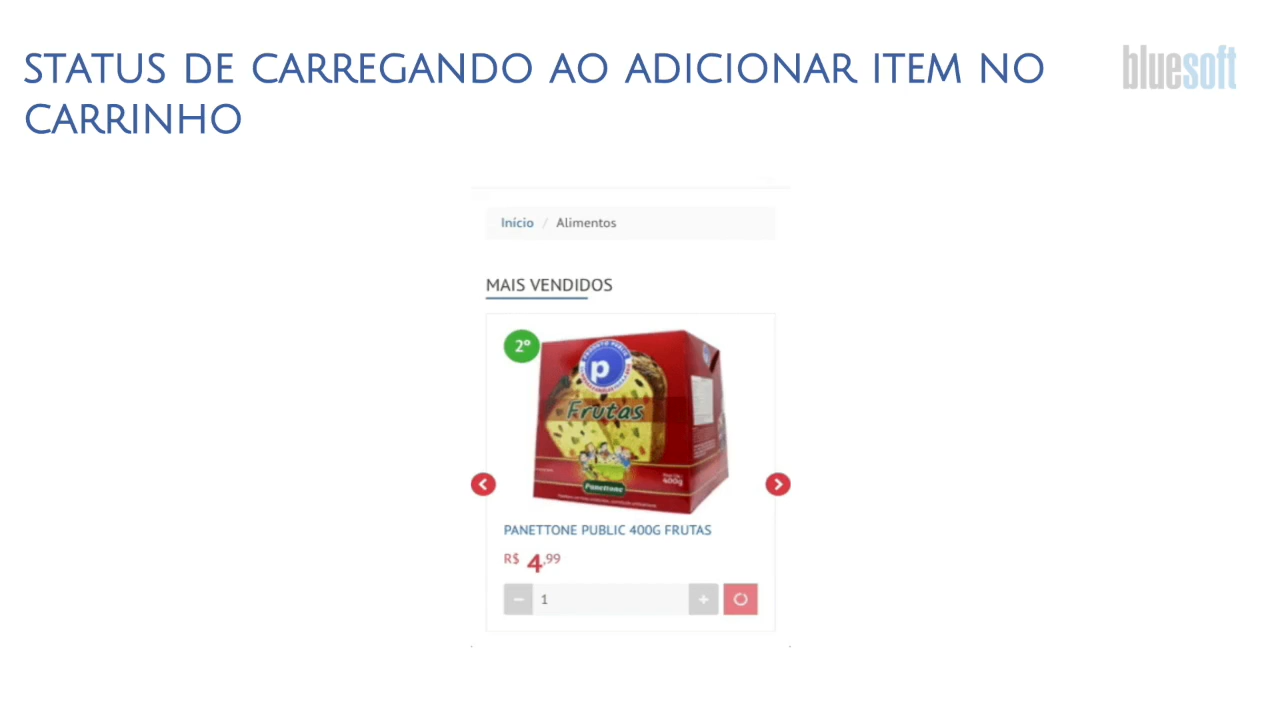 STATUS DE CARREGANDO AO ADICIONAR ITEM NO
CARRINHO
bluesoft
Início / Alimentos
MAIS VENDIDOS
2º
p
Frutas
Panettone
400g
PANETTONE PUBLIC 400G FRUTAS
R$ 4,99
− 1 +